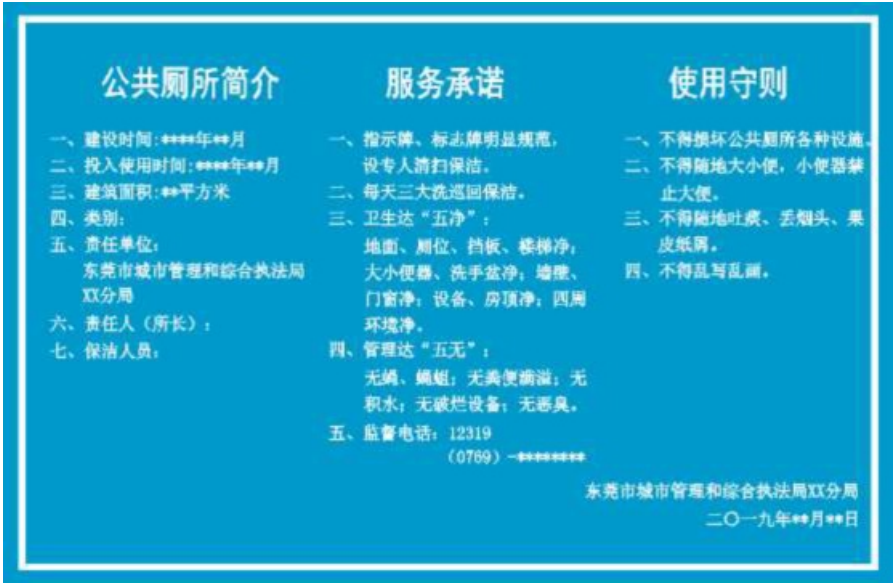 公共厕所简介
一、建设时间:****年**月
二、投入使用时间:****年**月
三、建筑面积:**平方米
四、类别:
五、责任单位:
东莞市城市管理和综合执法局
XX分局
六、责任人（所长）:
七、保洁人员:
服务承诺
一、指示牌、标志牌明显规范,
设专人清扫保洁。
二、每天三大洗巡回保洁。
三、卫生达“五净”:
地面、厕位、挡板、楼梯净;
大小便器、洗手盆净; 墙壁、
门窗净; 设备、房顶净; 四周
环境净。
四、管理达“五无”:
无蝇、蝇蛆; 无粪便满溢; 无
积水; 无破烂设备; 无恶臭。
五、监督电话: 12319
(0769) -********
使用守则
一、不得损坏公共厕所各种设施。
二、不得随地大小便, 小便器禁
止大便。
三、不得随地吐痰、丢烟头、果
皮纸屑。
四、不得乱写乱画。
东莞市城市管理和综合执法局XX分局
二〇一九年**月**日